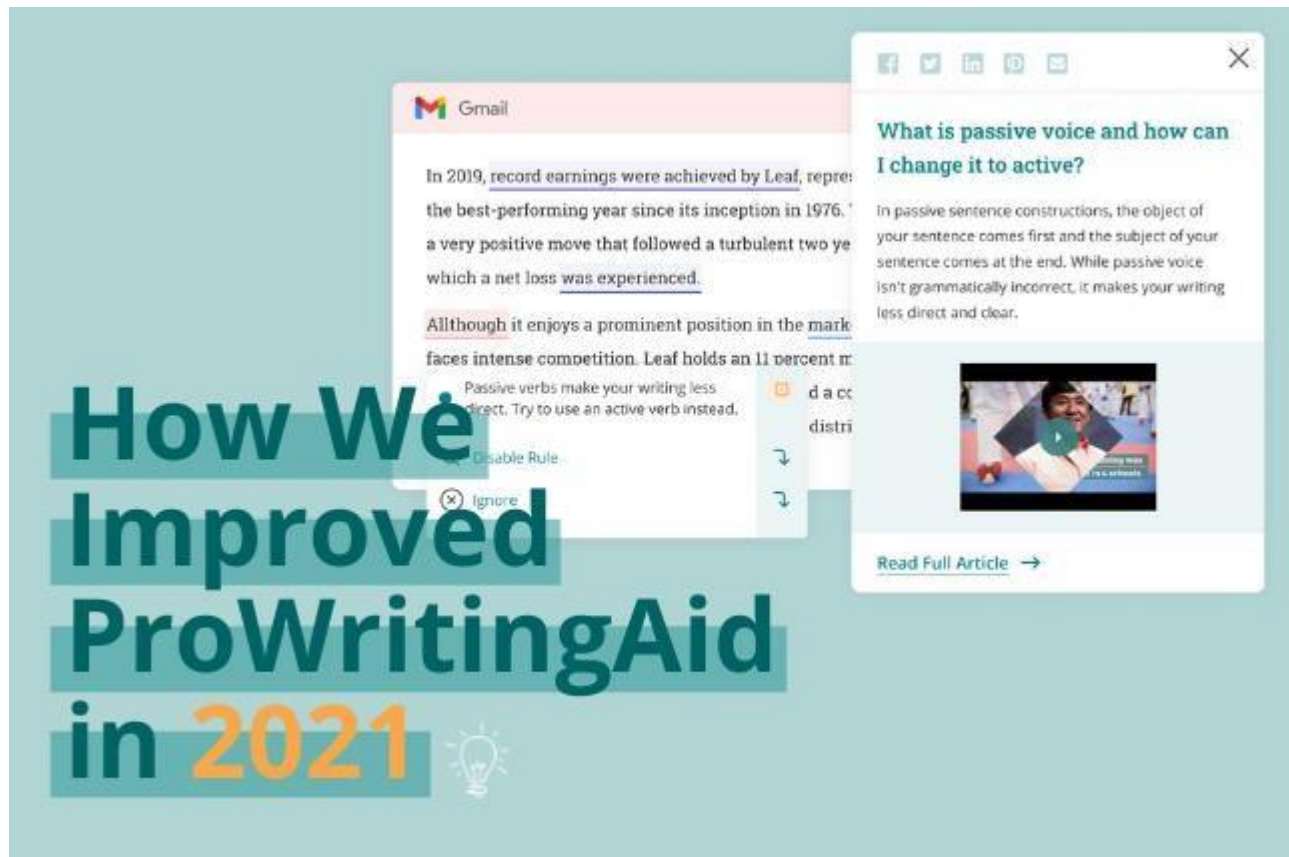 Gmail
In 2019, record earnings were achieved by Leaf, repre
the best-performing year since its inception in 1976.
a very positive move that followed a turbulent two ye
which a net loss was experienced.
Allthough it enjoys a prominent position in the mark
faces intense competition. Leaf holds an 11 percent m
Passive verbs make your writing less
direct. Try to use an active verb instead.
d a co
distri
Disable Rule
Ignore
What is passive voice and how can
I change it to active?
In passive sentence constructions, the object of
your sentence comes first and the subject of your
sentence comes at the end. While passive voice
isn't grammatically incorrect, it makes your writing
less direct and clear.
Read Full Article
How We
Improved
ProWritingAid
in 2021